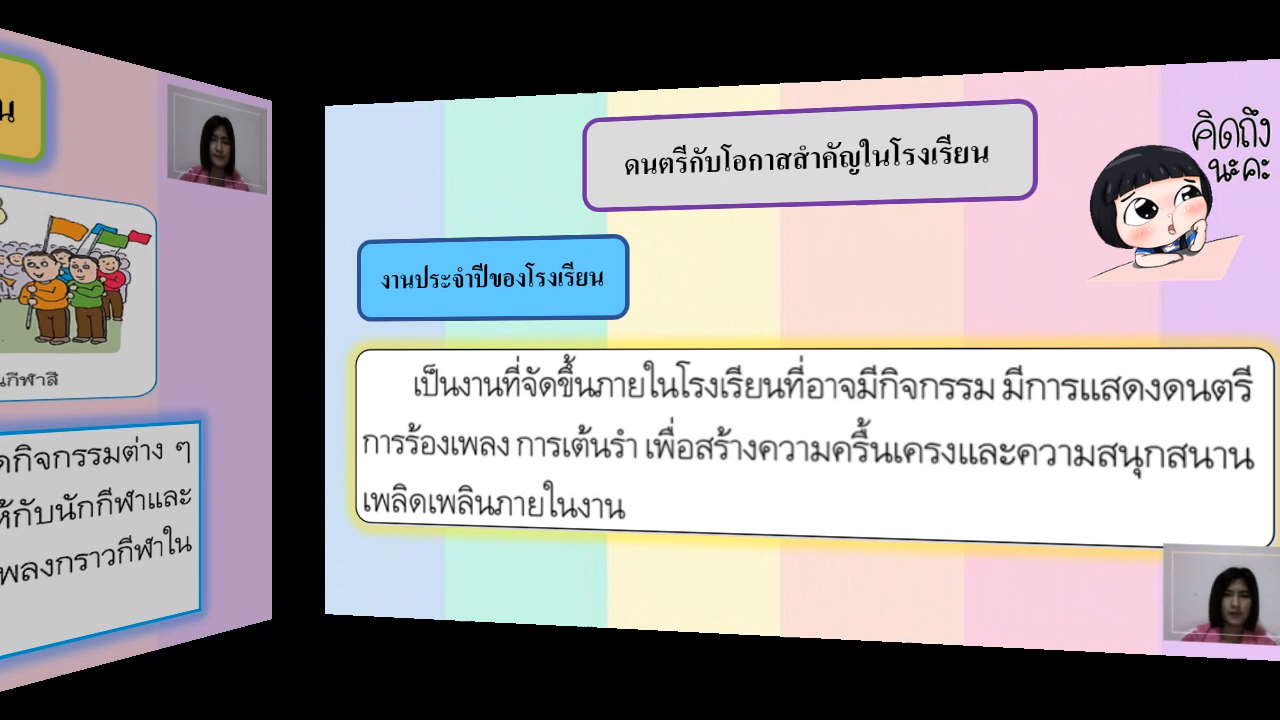 น
นกีฬาสี
กิจกรรมต่าง ๆ
ห้กับนักกีฬาและ
พลงกราวกีฬาใน
ดนตรีกับโอกาสสำคัญในโรงเรียน
คิดถึง
นะคะ
งานประจำปีของโรงเรียน
เป็นงานที่จัดขึ้นภายในโรงเรียนที่อาจมีกิจกรรม มีการแสดงดนตรี
การร้องเพลง การเต้นรำ เพื่อสร้างความครื้นเครงและความสนุกสนาน
เพลิดเพลินภายในงาน